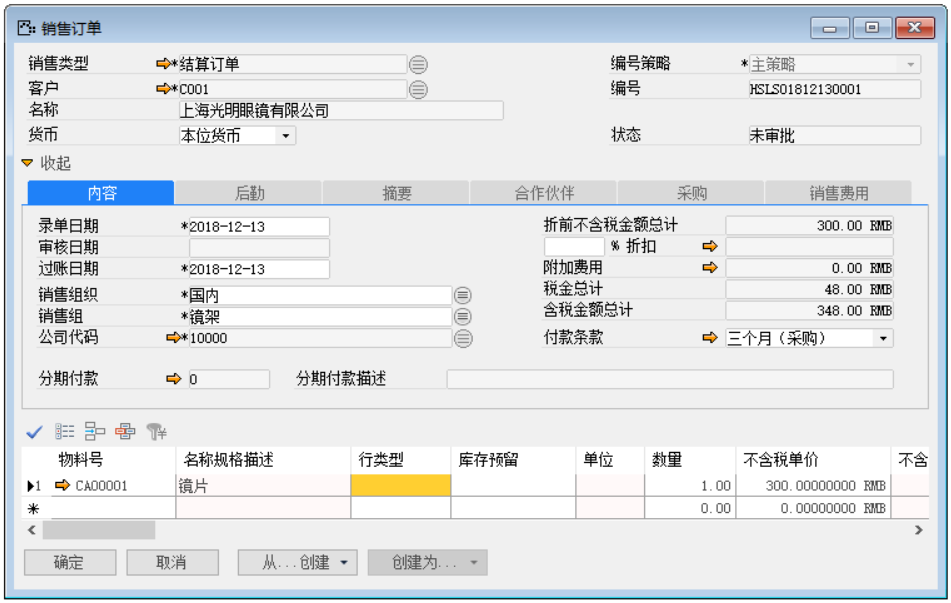 销售订单
销售类型 *结算订单 编号策略 *主策略
客户 *C001 编号 HSLS01812130001
名称 上海光明眼镜有限公司
货币 本位货币 状态 未审批
收起
内容 后勤 摘要 合作伙伴 采购 销售费用
录单日期 *2018-12-13 折前不含税金额总计 300.00 RMB
审核日期 % 折扣
过账日期 *2018-12-13 附加费用 0.00 RMB
销售组织 *国内 税金总计 48.00 RMB
销售组 *镜架 含税金额总计 348.00 RMB
公司代码 *10000 付款条款 三个月（采购）
分期付款 0 分期付款描述
物料号 名称规格描述 行类型 库存预留 单位 数量 不含税单价 不含
1 CA00001 镜片 1.00 300.00000000 RMB
* 0.00 0.00000000 RMB
确定 取消 从...创建 创建为...